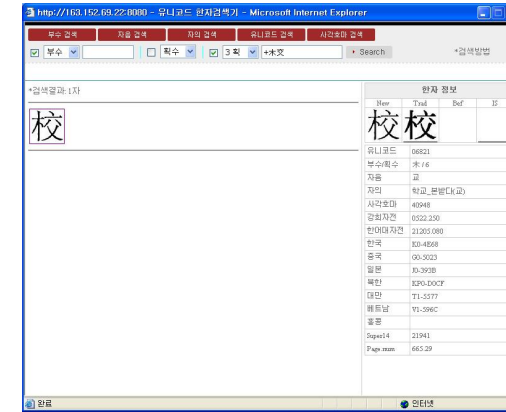 http://163.152.69.22:8080 - 유니코드 한자검색기 - Microsoft Internet Explorer
부수 검색 자음 검색 자의 검색 유니코드 검색 사각호마 검색
부수 획수 3획 +木交 Search *검색방법
*검색결과: 1자
校
한자 정보
New Trad Bef IS
校 校
유니코드 06821
부수/획수 木 / 6
자음 교
자의 학교_본받다(교)
사각호마 40948
강희자전 0522.250
한어대자전 21205.080
한국 K0-4E68
중국 G0-5023
일본 J0-393B
북한 KP0-D0CF
대만 T1-5577
베트남 V1-596C
홍콩
Super14 21941
Page.num 665.29
완료 인터넷